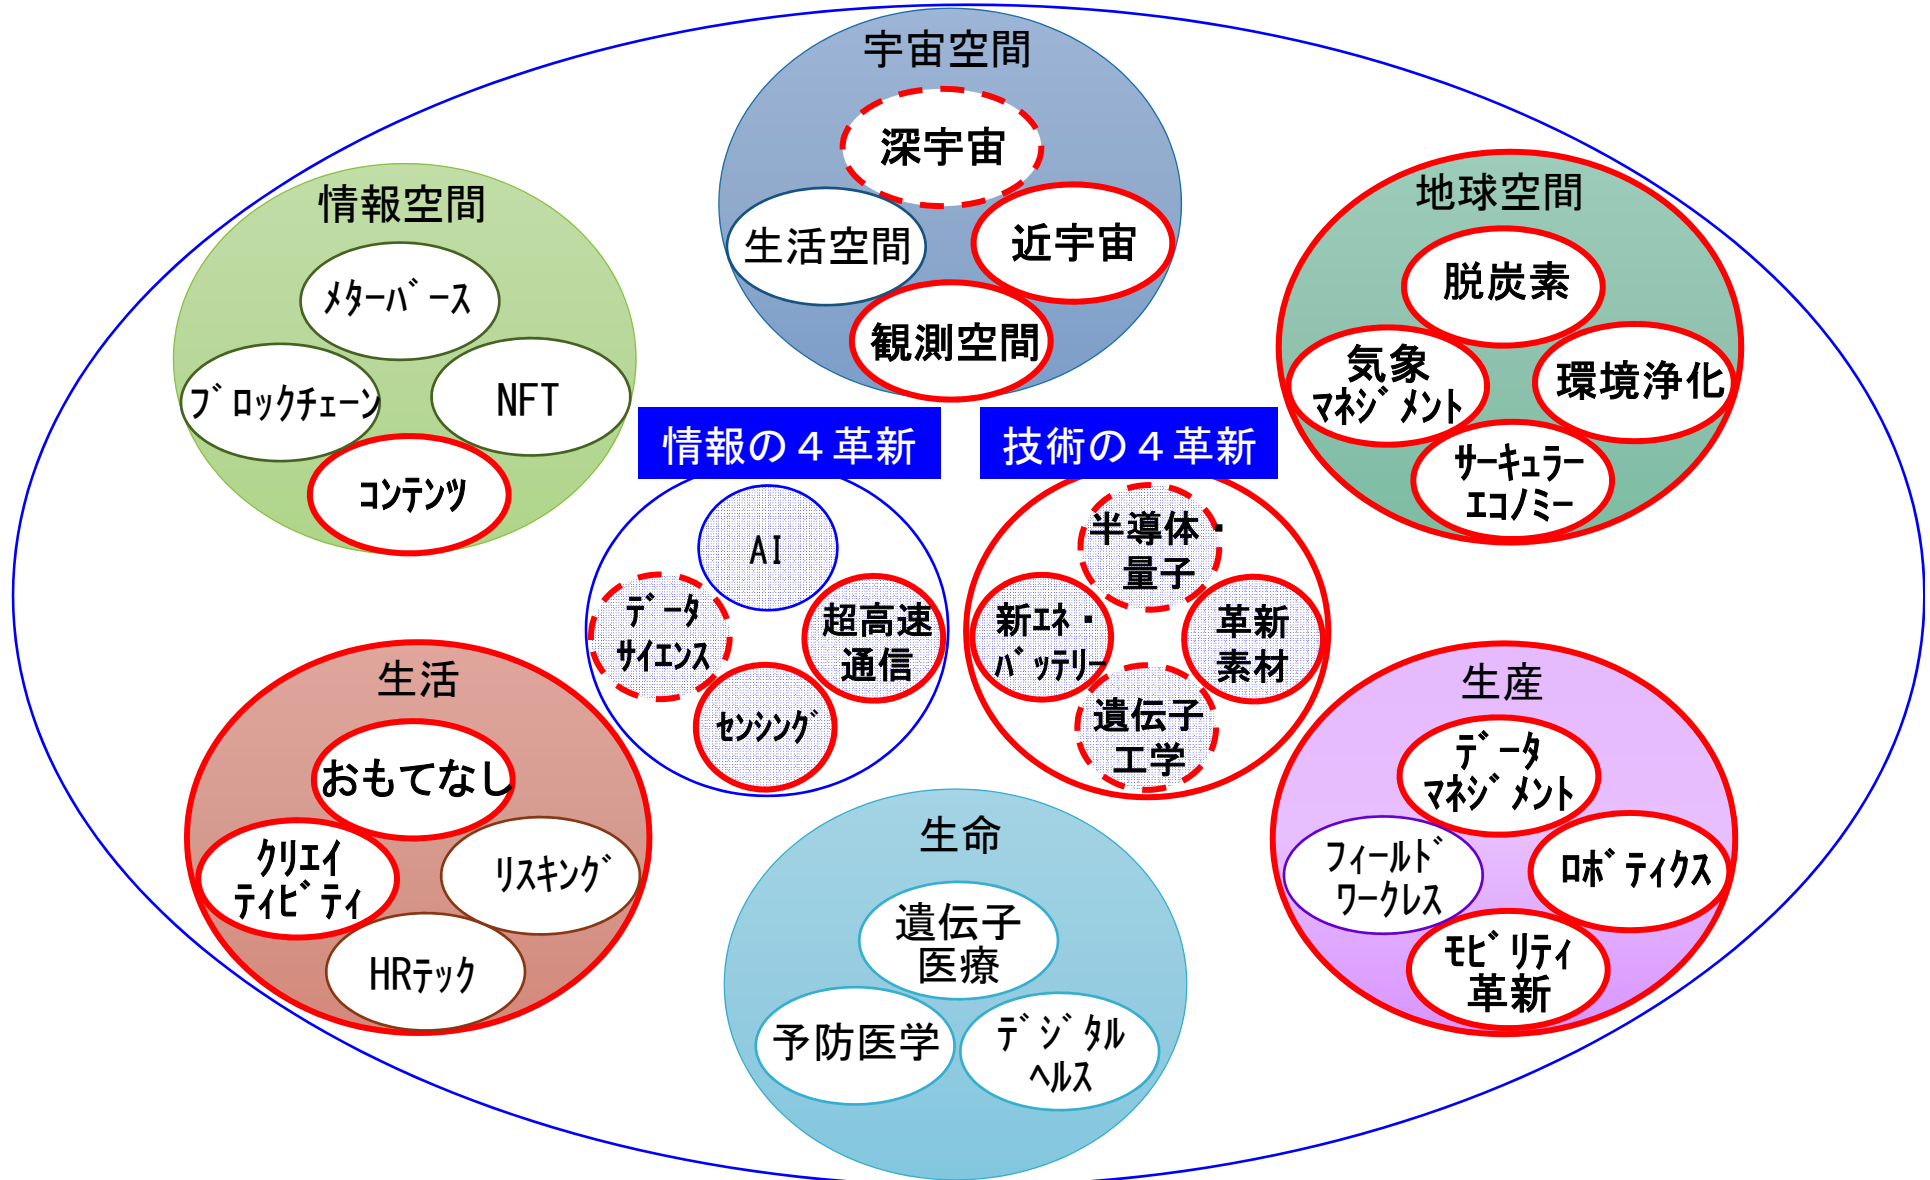 宇宙空間
深宇宙
生活空間
近宇宙
観測空間
情報空間
ﾒﾀｰﾊﾞｰｽ
ﾌﾞﾛｯｸﾁｪｰﾝ
NFT
ｺﾝﾃﾝﾂ
地球空間
脱炭素
気象
ﾏﾈｼﾞﾒﾝﾄ
環境浄化
ｻｰｷｭﾗｰ
ｴｺﾉﾐｰ
情報の４革新
AI
ﾃﾞｰﾀ
ｻｲｴﾝｽ
超高速
通信
ｾﾝｼﾝｸﾞ
技術の４革新
半導体・
量子
新ｴﾈ・
ﾊﾞｯﾃﾘｰ
革新
素材
遺伝子
工学
生活
おもてなし
ｸﾘｴｲ
ﾃｨﾋﾞﾃｨ
ﾘｽｷﾝｸﾞ
HRﾃｯｸ
生命
遺伝子
医療
予防医学
ﾃﾞｼﾞﾀﾙ
ﾍﾙｽ
生産
ﾃﾞｰﾀ
ﾏﾈｼﾞﾒﾝﾄ
ﾌｨｰﾙﾄﾞ
ﾜｰｸﾚｽ
ﾛﾎﾞﾃｨｸｽ
ﾓﾋﾞﾘﾃｨ
革新